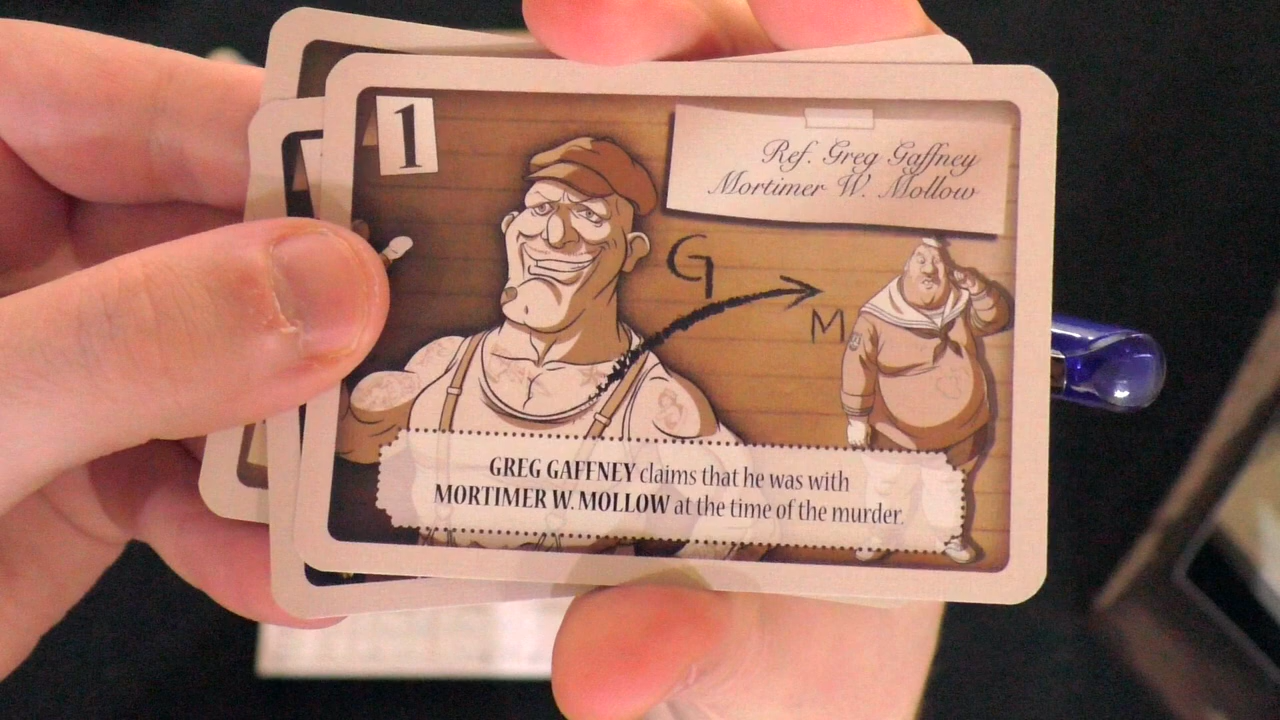 1
Ref. Greg Gaffney
Mortimer W. Mollow
G
M
GREG GAFFNEY claims that he was with
MORTIMER W. MOLLOW at the time of the murder.